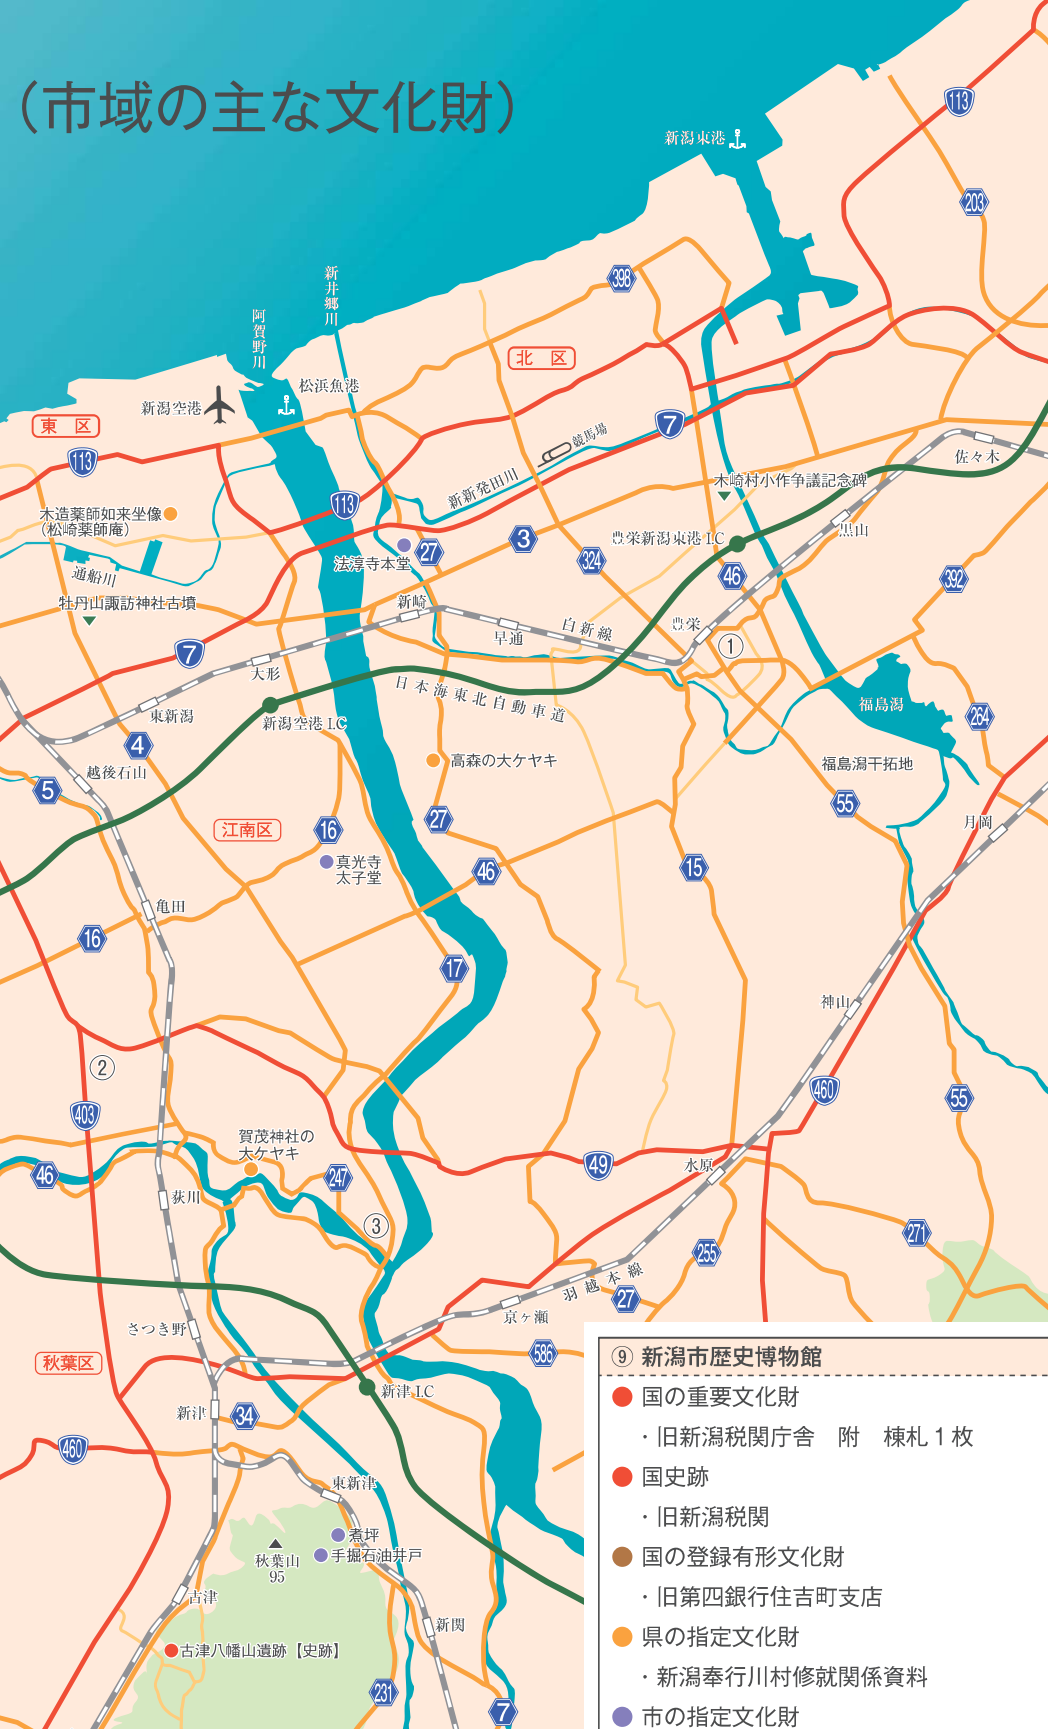 （市域の主な文化財）
新潟東港
113
203
398
新井郷川
阿賀野川
北　区
松浜魚港
新潟空港
東　区
113
7
競馬場
佐々木
新新発田川
木崎村小作争議記念碑
113
木造薬師如来坐像
（松崎薬師庵）
黒山
3
豊栄新潟東港 I.C
法淳寺本堂
27
324
46
392
通船川
牡丹山諏訪神社古墳
新崎
早通
白新線
豊栄
①
7
大形
日本海東北自動車道
福島潟
264
東新潟
新潟空港 I.C
4
越後石山
高森の大ケヤキ
福島潟干拓地
5
55
江南区
16
27
月岡
真光寺
太子堂
46
15
亀田
16
17
神山
②
460
403
55
賀茂神社の
大ケヤキ
49
水原
46
247
荻川
③
271
255
羽越本線
27
京ヶ瀬
さつき野
586
秋葉区
新津 I.C
新津
34
460
東新津
煮坪
手掘石油井戸
秋葉山
95
古津
新関
古津八幡山遺跡【史跡】
231
7
⑨ 新潟市歴史博物館
国の重要文化財
・旧新潟税関庁舎　附　棟札１枚
国史跡
・旧新潟税関
国の登録有形文化財
・旧第四銀行住吉町支店
県の指定文化財
・新潟奉行川村修就関係資料
市の指定文化財